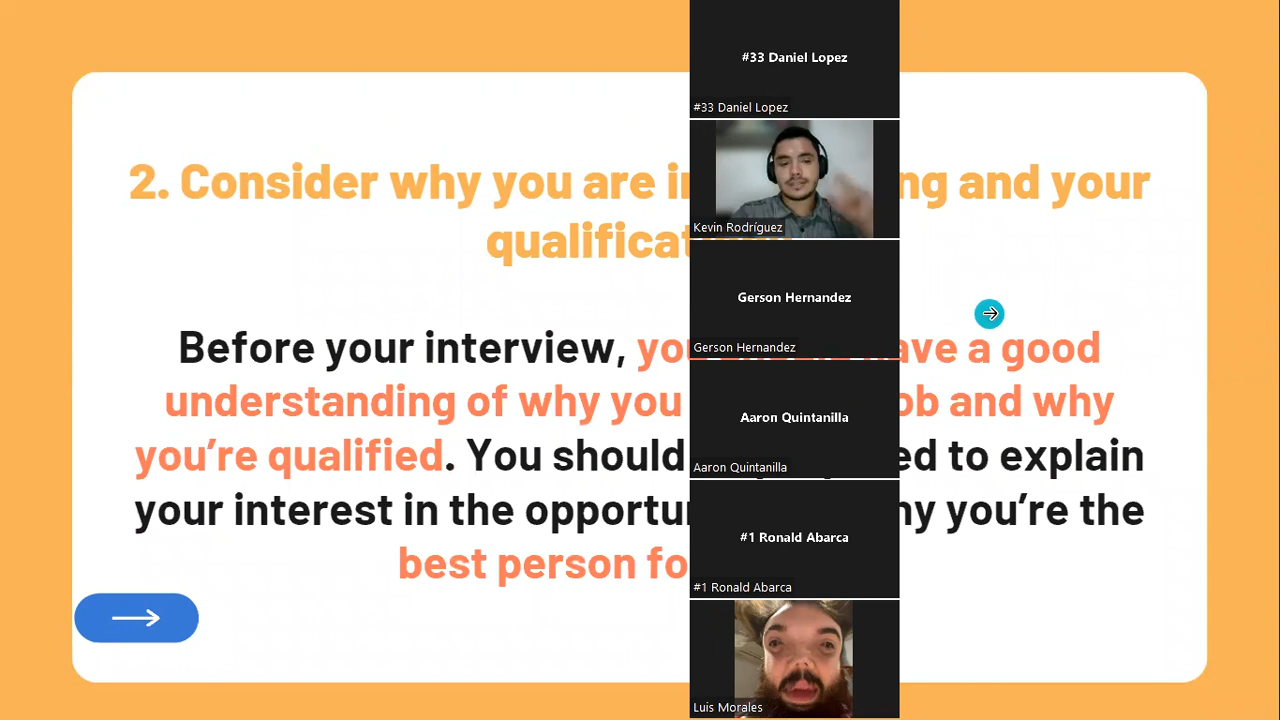 2. Consider why you are in ng and your
qualificat
Before your interview, yo ave a good
understanding of why you ob and why
you’re qualified. You should ed to explain
your interest in the opportu hy you’re the
best person fo
#33 Daniel Lopez
#33 Daniel Lopez
Kevin Rodríguez
Gerson Hernandez
Gerson Hernandez
Aaron Quintanilla
Aaron Quintanilla
#1 Ronald Abarca
#1 Ronald Abarca
Luis Morales